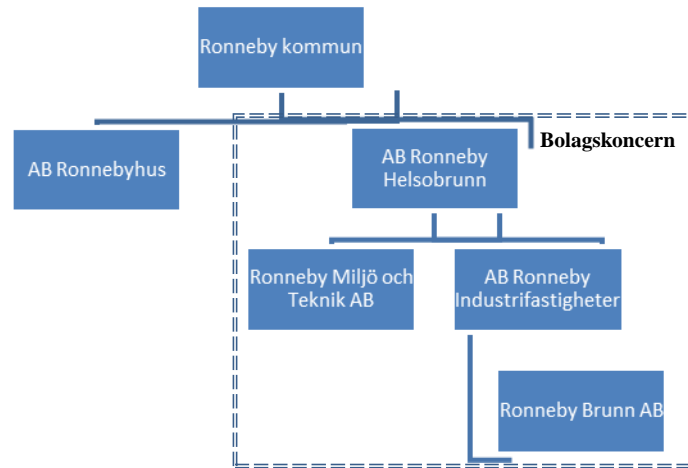 Ronneby kommun
Bolagskoncern
AB Ronnebyhus
AB Ronneby
Helsobrunn
Ronneby Miljö och
Teknik AB
AB Ronneby
Industrifastigheter
Ronneby Brunn AB